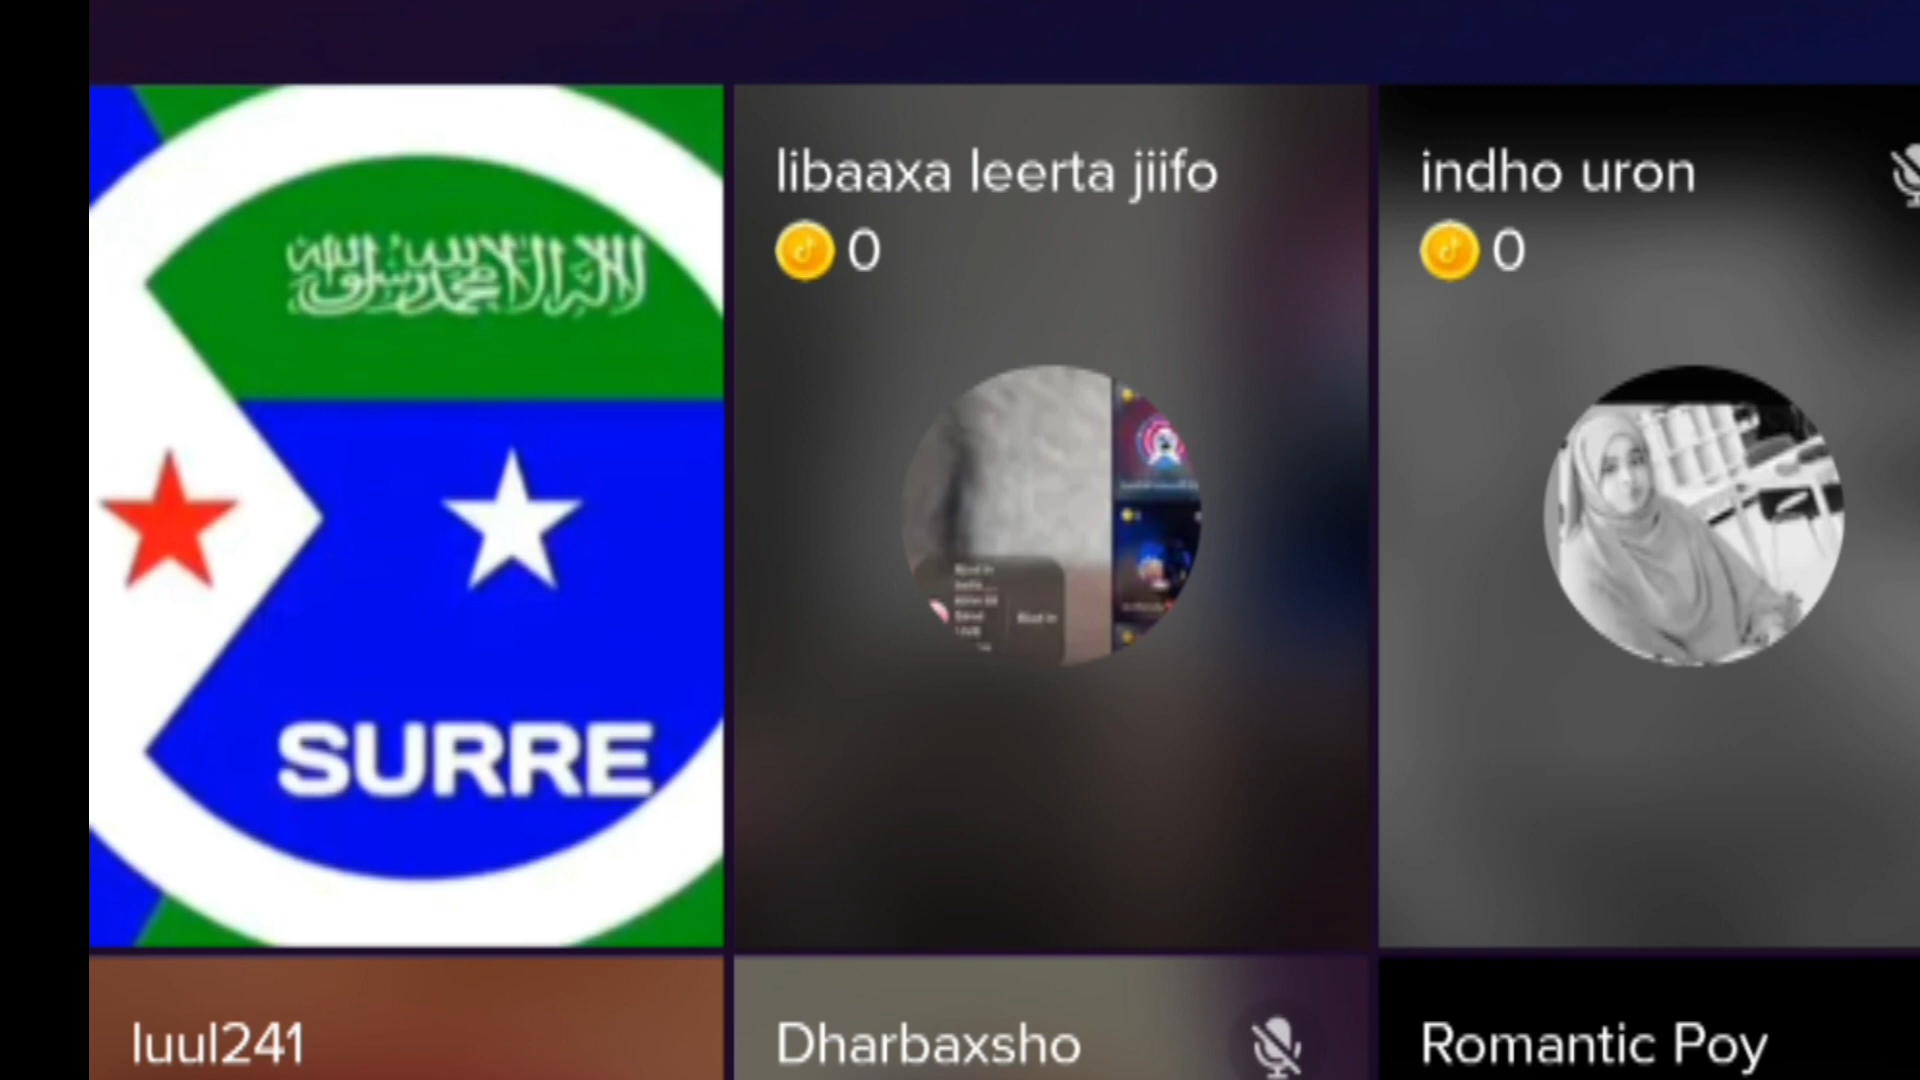 لا إله إلا الله محمد رسول الله
SURRE
libaaxa leerta jiifo
0
indho uron
0
luul241
Dharbaxsho
Romantic Poy